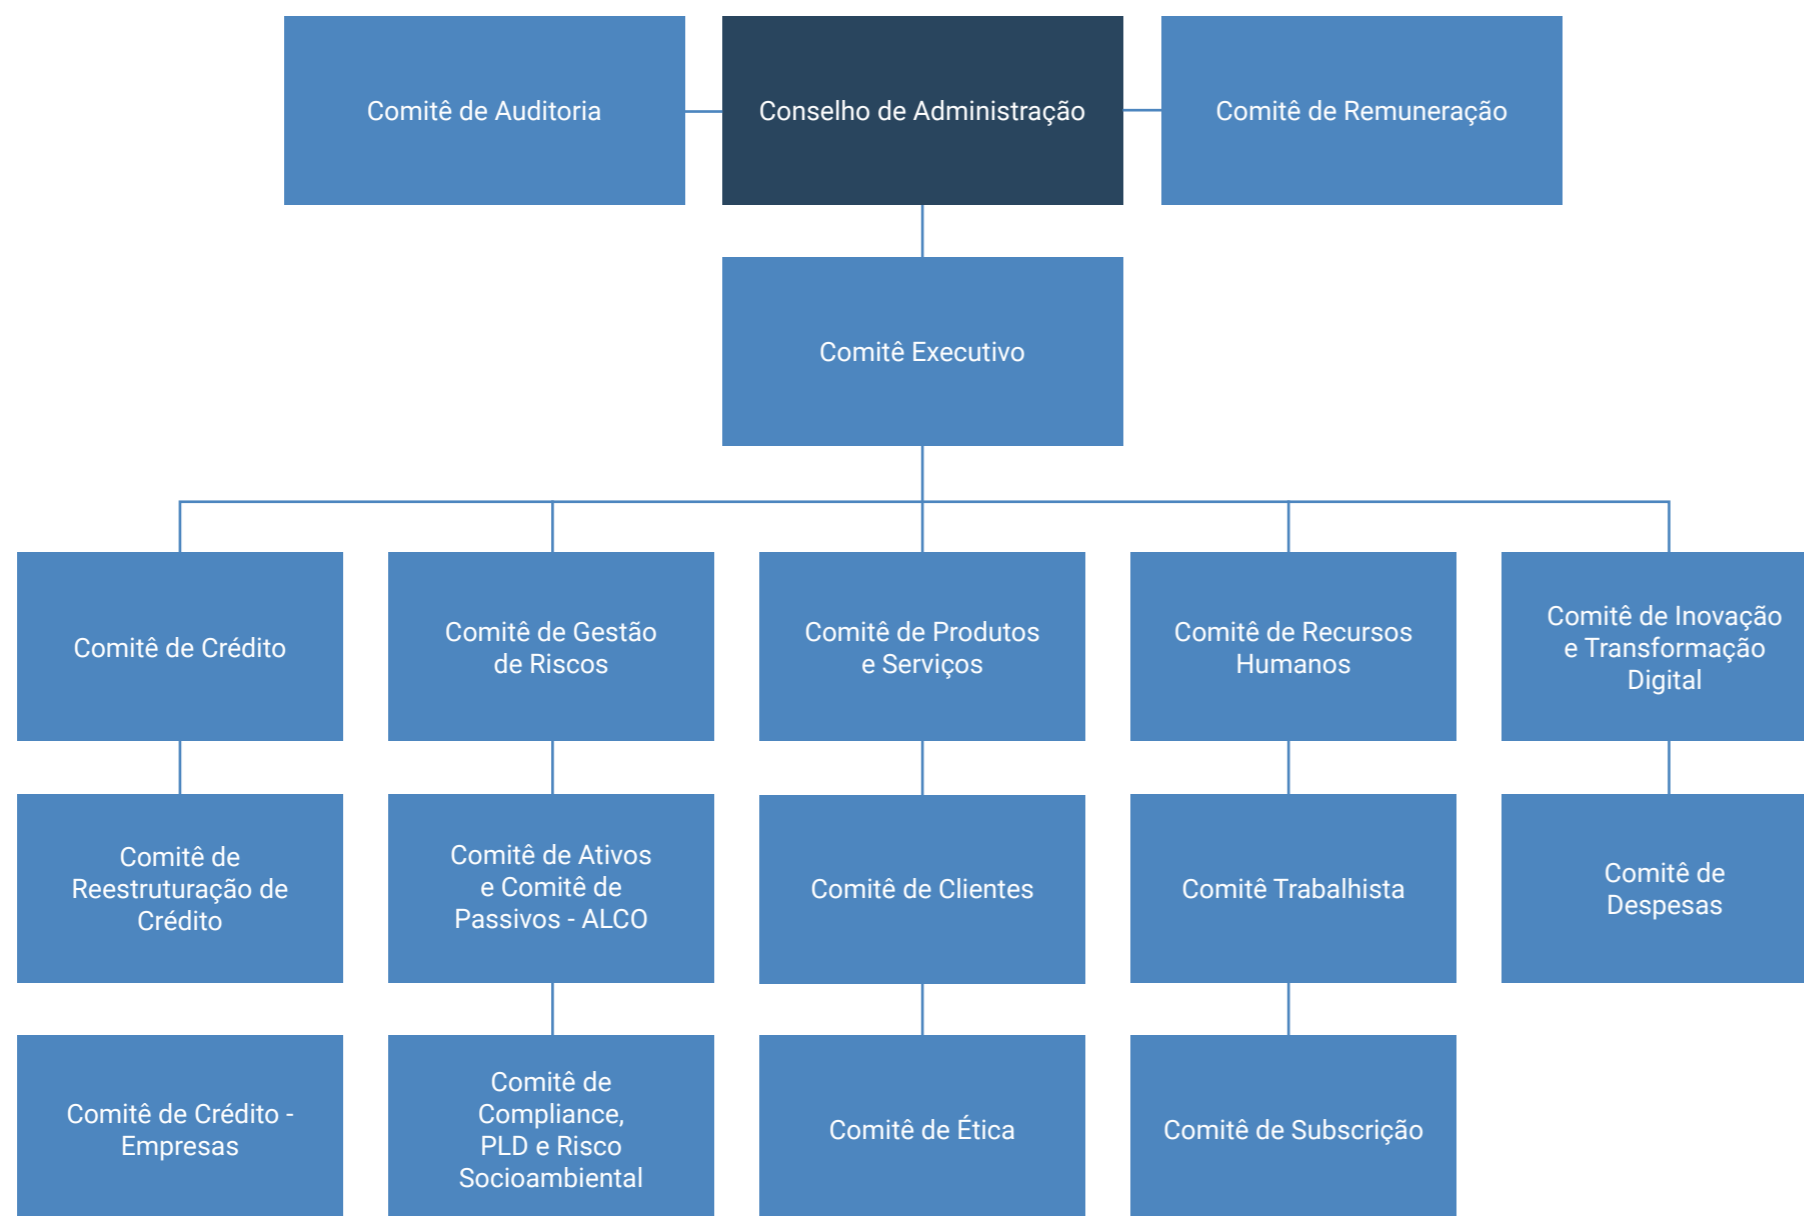 Comitê de Auditoria
Conselho de Administração
Comitê de Remuneração
Comitê Executivo
Comitê de Crédito
Comitê de Gestão
de Riscos
Comitê de Produtos
e Serviços
Comitê de Recursos
Humanos
Comitê de Inovação
e Transformação
Digital
Comitê de
Reestruturação de
Crédito
Comitê de Ativos
e Comitê de
Passivos - ALCO
Comitê de Clientes
Comitê Trabalhista
Comitê de
Despesas
Comitê de Crédito -
Empresas
Comitê de
Compliance,
PLD e Risco
Socioambiental
Comitê de Ética
Comitê de Subscrição